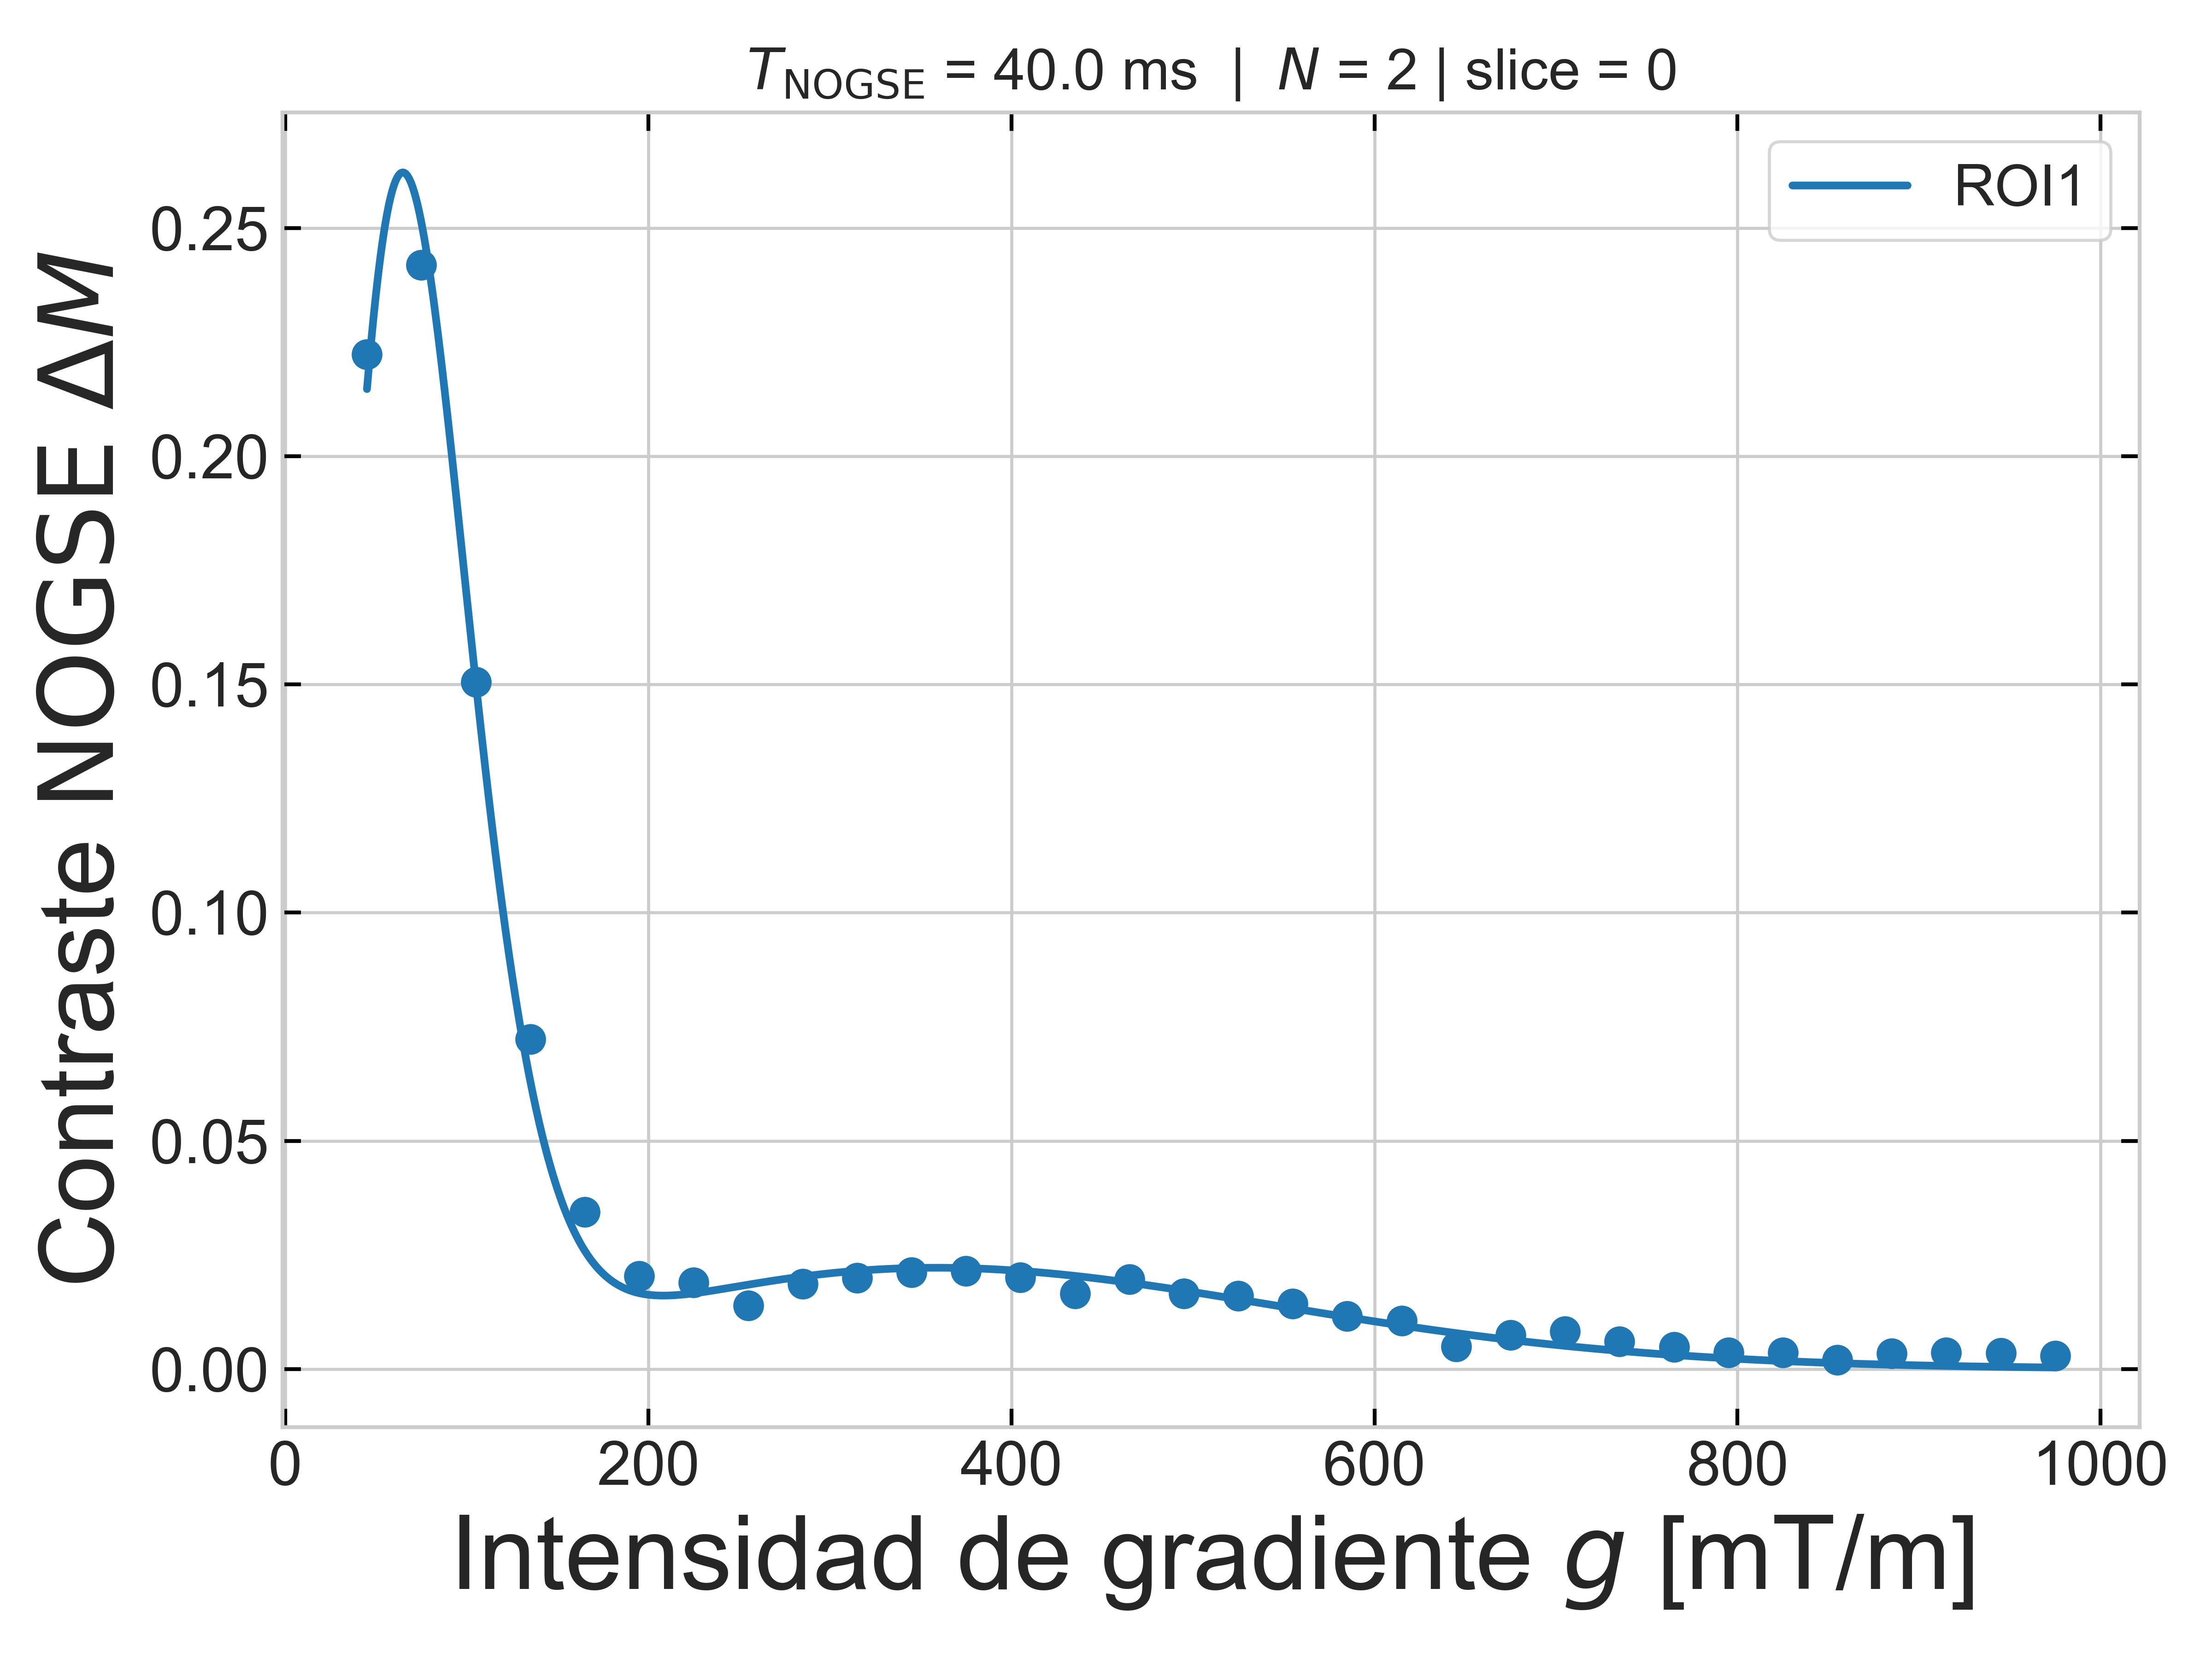 T_NOGSE = 40.0 ms | N = 2 | slice = 0
ROI1
Contraste NOGSE ΔM
0.25
0.20
0.15
0.10
0.05
0.00
0 200 400 600 800 1000
Intensidad de gradiente g [mT/m]